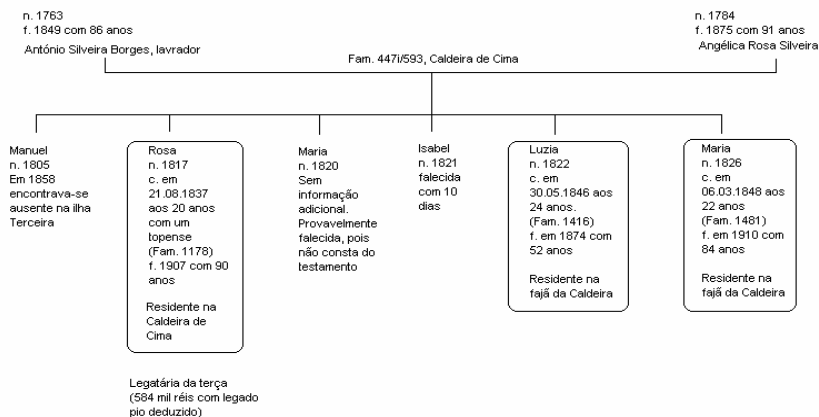 n. 1763
f. 1849 com 86 anos
António Silveira Borges, lavrador
n. 1784
f. 1875 com 91 anos
Angélica Rosa Silveira
Fam. 447i/593, Caldeira de Cima
Manuel
n. 1805
Em 1858
encontrava-se
ausente na ilha
Terceira
Rosa
n. 1817
c. em
21.08.1837
aos 20 anos
com um
topense
(Fam. 1178)
f. 1907 com 90
anos
Residente na
Caldeira de
Cima
Maria
n. 1820
Sem
informação
adicional.
Provavelmente
falecida, pois
não consta do
testamento
Isabel
n. 1821
falecida
com 10
dias
Luzia
n. 1822
c. em
30.05.1846 aos
24 anos.
(Fam. 1416)
f. em 1874 com
52 anos
Residente na
fajã da Caldeira
Maria
n. 1826
c. em
06.03.1848 aos
22 anos
(Fam. 1481)
f. em 1910 com
84 anos
Residente na
fajã da Caldeira
Legatária da terça
(584 mil réis com legado
pio deduzido)